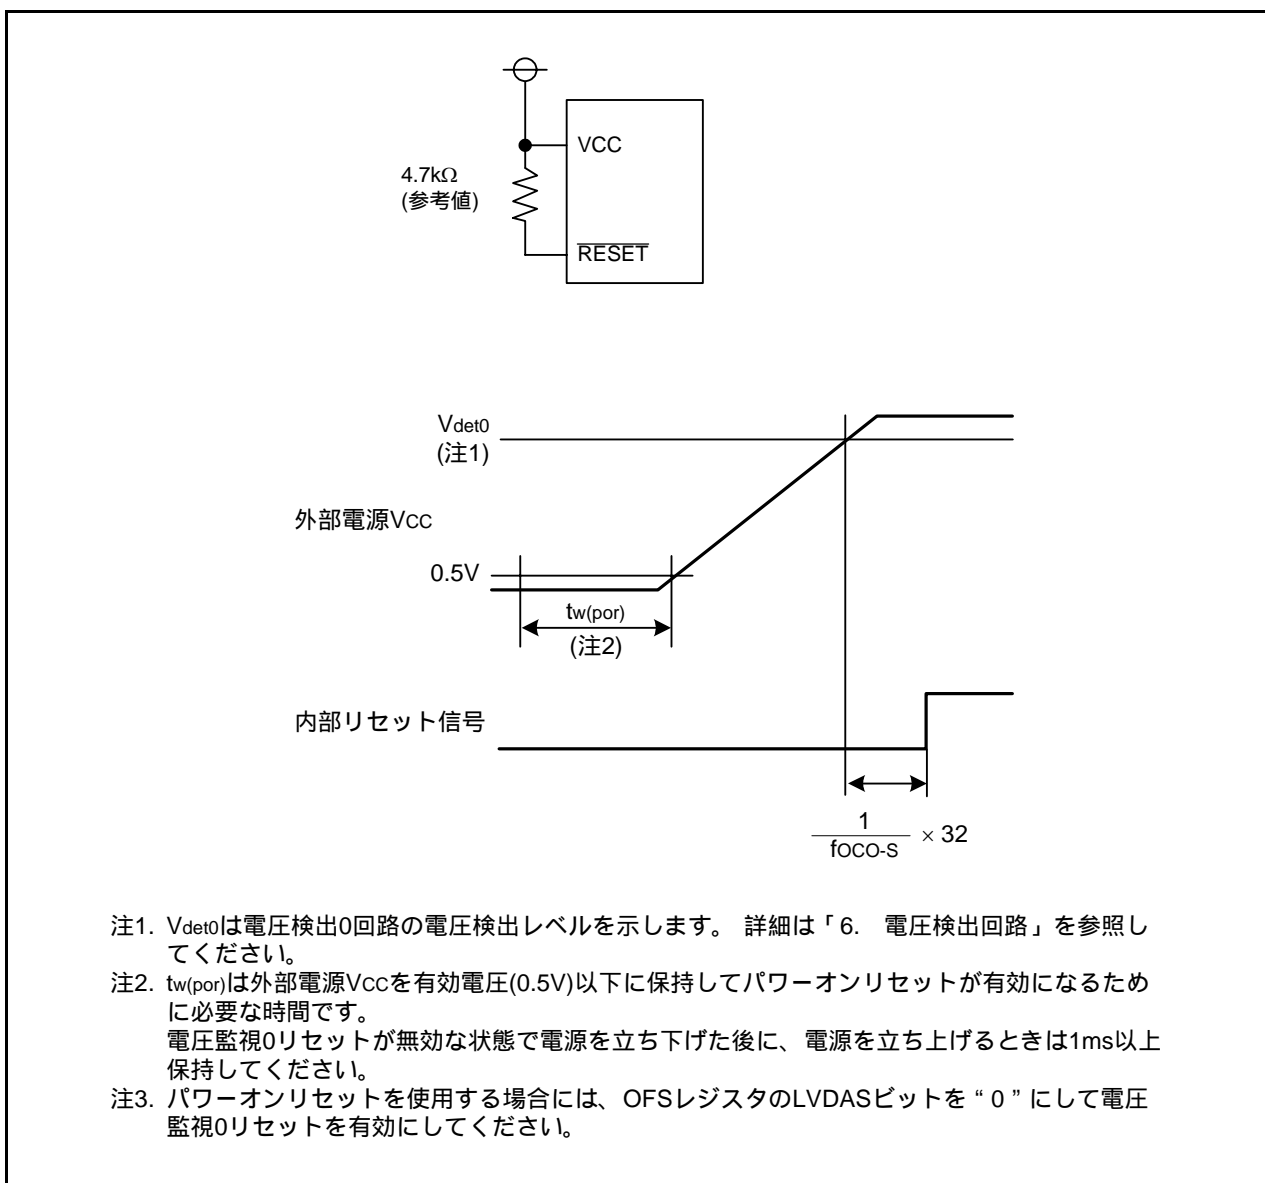 VCC
4.7kΩ
(参考値)
RESET
Vdet0
(注1)
外部電源VCC
0.5V
tw(por)
(注2)
内部リセット信号
1
fOCO-S
× 32
注1. Vdet0は電圧検出0回路の電圧検出レベルを示します。 詳細は「6. 電圧検出回路」を参照し
てください。
注2. tw(por)は外部電源VCCを有効電圧(0.5V)以下に保持してパワーオンリセットが有効になるため
に必要な時間です。
電圧監視0リセットが無効な状態で電源を立ち下げた後に、電源を立ち上げるときは1ms以上
保持してください。
注3. パワーオンリセットを使用する場合には、OFSレジスタのLVDASビットを“0”にして電圧
監視0リセットを有効にしてください。